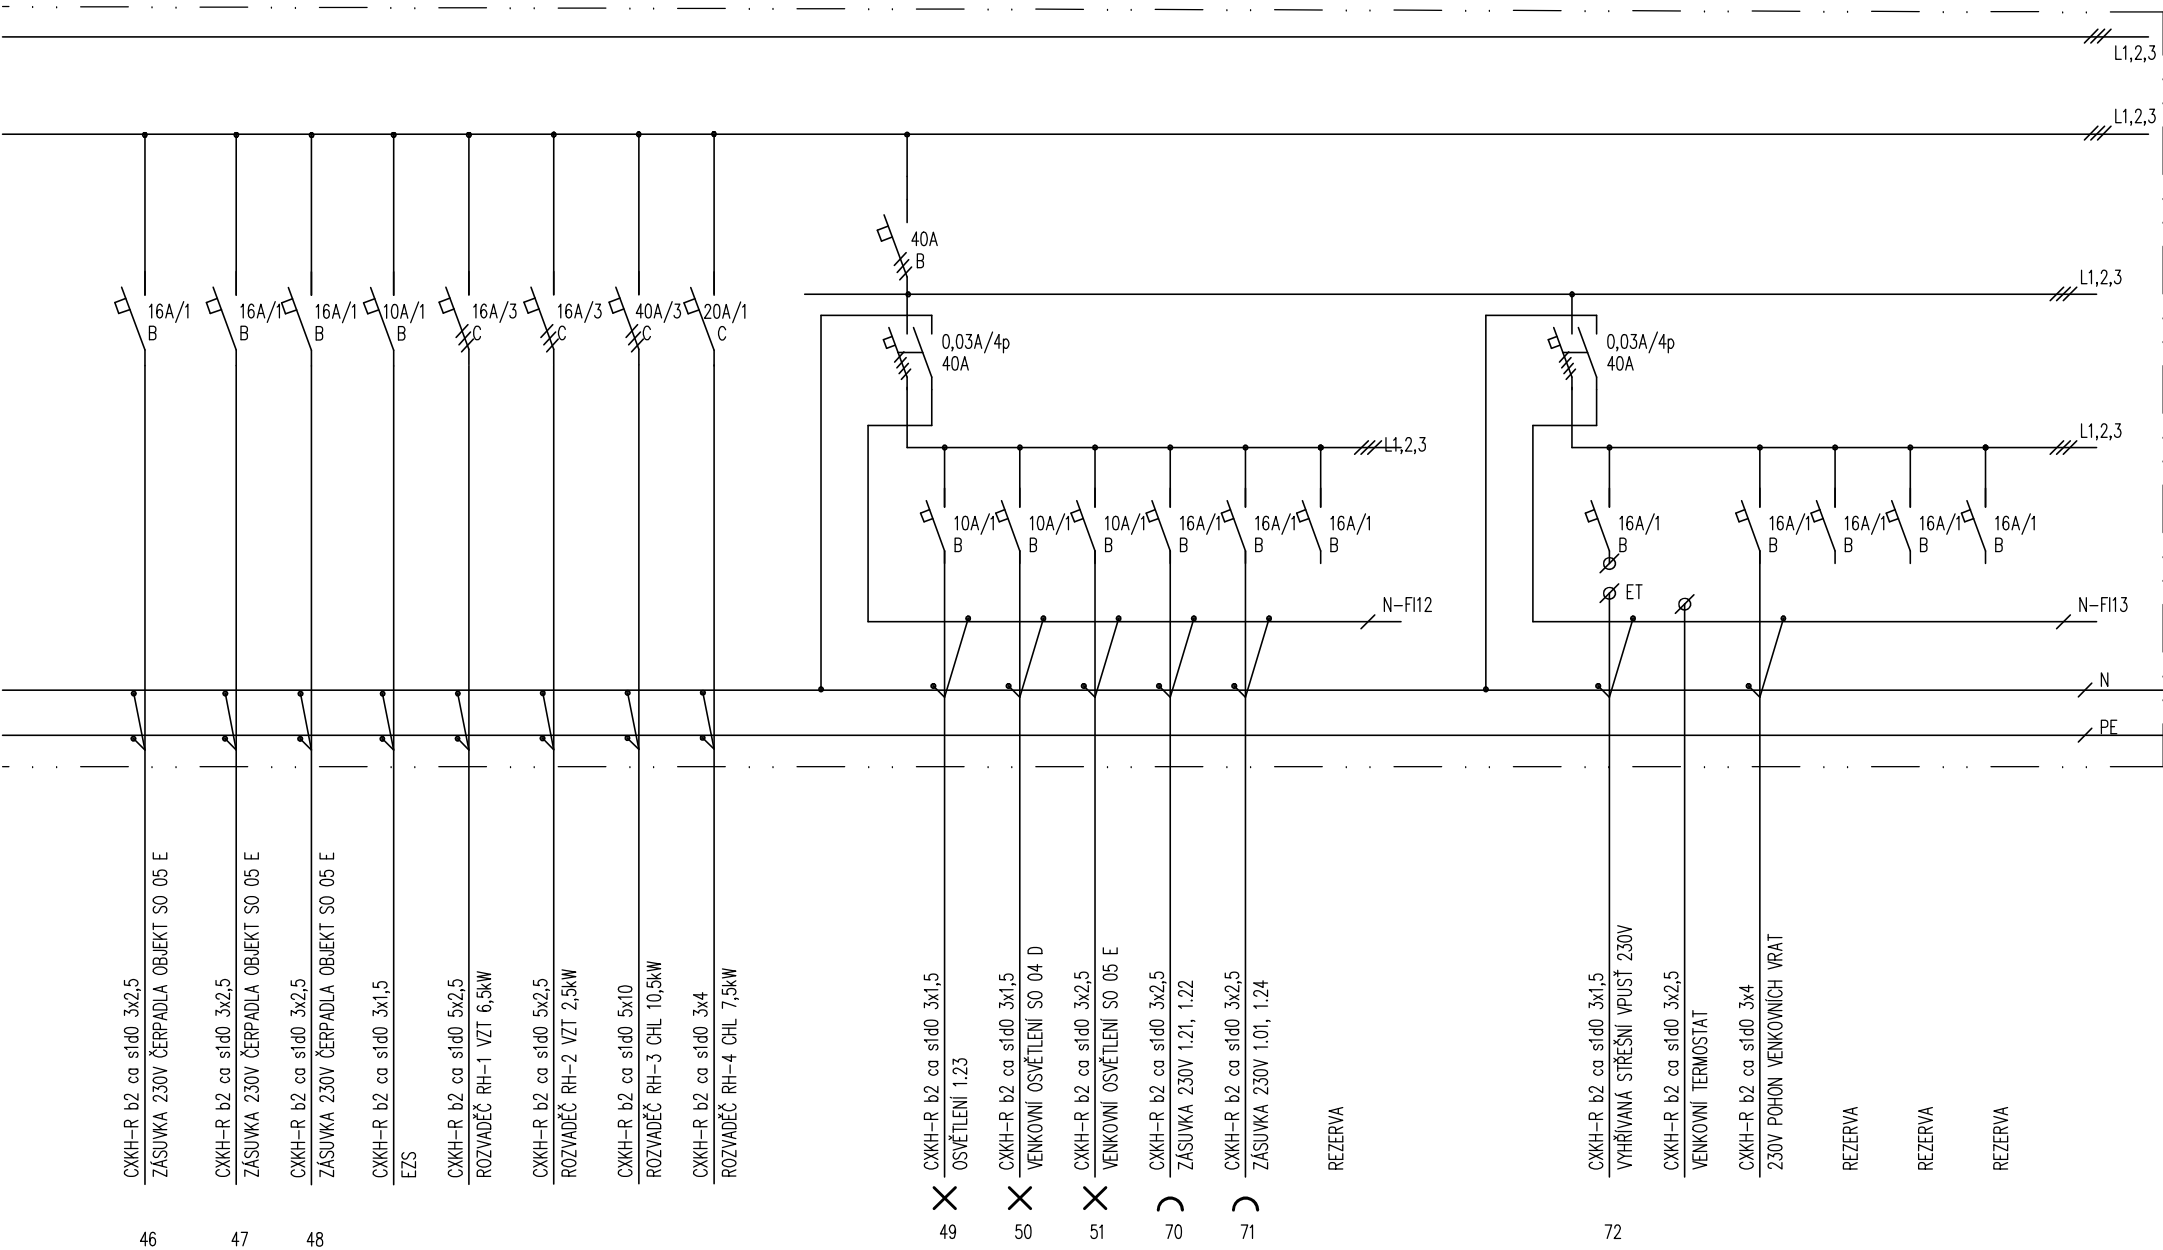 L1,2,3
L1,2,3
40A
B
L1,2,3
16A/1
B
16A/1
B
16A/1
B
10A/1
B
16A/3
C
16A/3
C
40A/3
C
20A/1
C
0,03A/4p
40A
0,03A/4p
40A
L1,2,3
L1,2,3
10A/1
B
10A/1
B
10A/1
B
16A/1
B
16A/1
B
16A/1
B
16A/1
B
16A/1
B
16A/1
B
16A/1
B
16A/1
B
ET
N-FI12
N-FI13
N
PE
CXKH-R b2 ca s1d0 3x2,5
ZÁSUVKA 230V ČERPADLA OBJEKT SO 05 E
CXKH-R b2 ca s1d0 3x2,5
ZÁSUVKA 230V ČERPADLA OBJEKT SO 05 E
CXKH-R b2 ca s1d0 3x2,5
ZÁSUVKA 230V ČERPADLA OBJEKT SO 05 E
CXKH-R b2 ca s1d0 3x1,5
EZS
CXKH-R b2 ca s1d0 5x2,5
ROZVADĚČ RH-1 VZT 6,5kW
CXKH-R b2 ca s1d0 5x2,5
ROZVADĚČ RH-2 VZT 2,5kW
CXKH-R b2 ca s1d0 5x10
ROZVADĚČ RH-3 CHL 10,5kW
CXKH-R b2 ca s1d0 3x4
ROZVADĚČ RH-4 CHL 7,5kW
CXKH-R b2 ca s1d0 3x1,5
OSVĚTLENÍ 1.23
CXKH-R b2 ca s1d0 3x1,5
VENKOVNÍ OSVĚTLENÍ SO 04 D
CXKH-R b2 ca s1d0 3x2,5
VENKOVNÍ OSVĚTLENÍ SO 05 E
CXKH-R b2 ca s1d0 3x2,5
ZÁSUVKA 230V 1.21, 1.22
CXKH-R b2 ca s1d0 3x2,5
ZÁSUVKA 230V 1.01, 1.24
REZERVA
CXKH-R b2 ca s1d0 3x1,5
VYHŘÍVANÁ STŘEŠNÍ VPUSŤ 230V
CXKH-R b2 ca s1d0 3x2,5
VENKOVNÍ TERMOSTAT
CXKH-R b2 ca s1d0 3x4
230V POHON VENKOVNÍCH VRAT
REZERVA
REZERVA
REZERVA
46
47
48
49
50
51
70
71
72